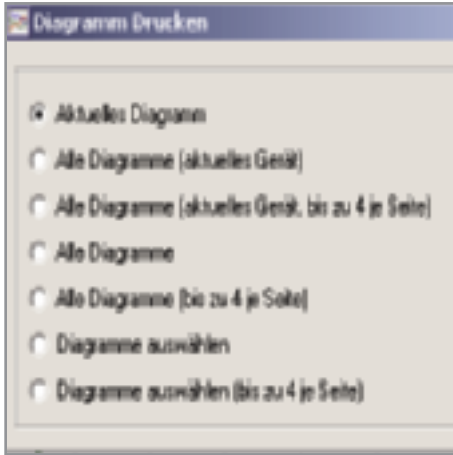 Diagramm Drucken
Aktuelles Diagramm
Alle Diagramme (aktuelles Gerät)
Alle Diagramme (aktuelles Gerät, bis zu 4 je Seite)
Alle Diagramme
Alle Diagramme (bis zu 4 je Seite)
Diagramme auswählen
Diagramme auswählen (bis zu 4 je Seite)